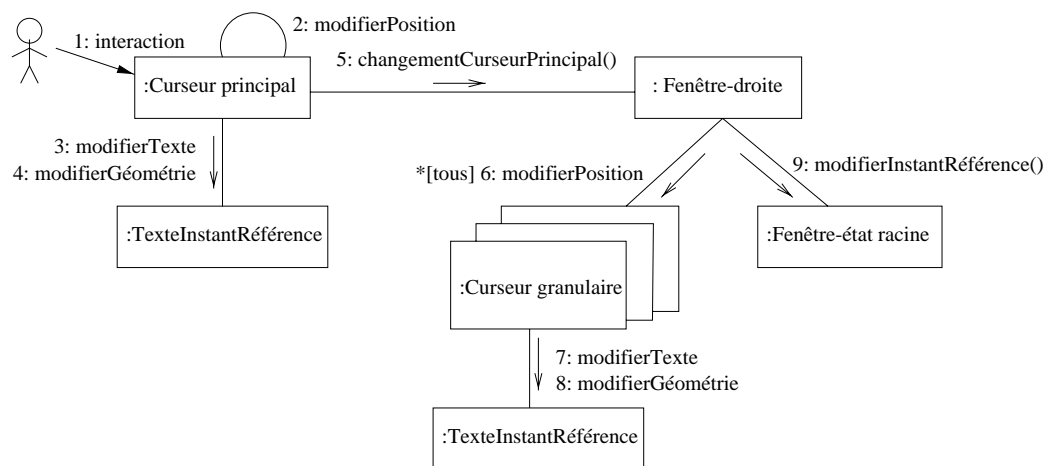 2: modifierPosition
1: interaction
5: changementCurseurPrincipal()
:Curseur principal
: Fenêtre-droite
3: modifierTexte
4: modifierGéométrie
*[tous] 6: modifierPosition
9: modifierInstantRéférence()
:TexteInstantRéférence
:Fenêtre-état racine
:Curseur granulaire
7: modifierTexte
8: modifierGéométrie
:TexteInstantRéférence